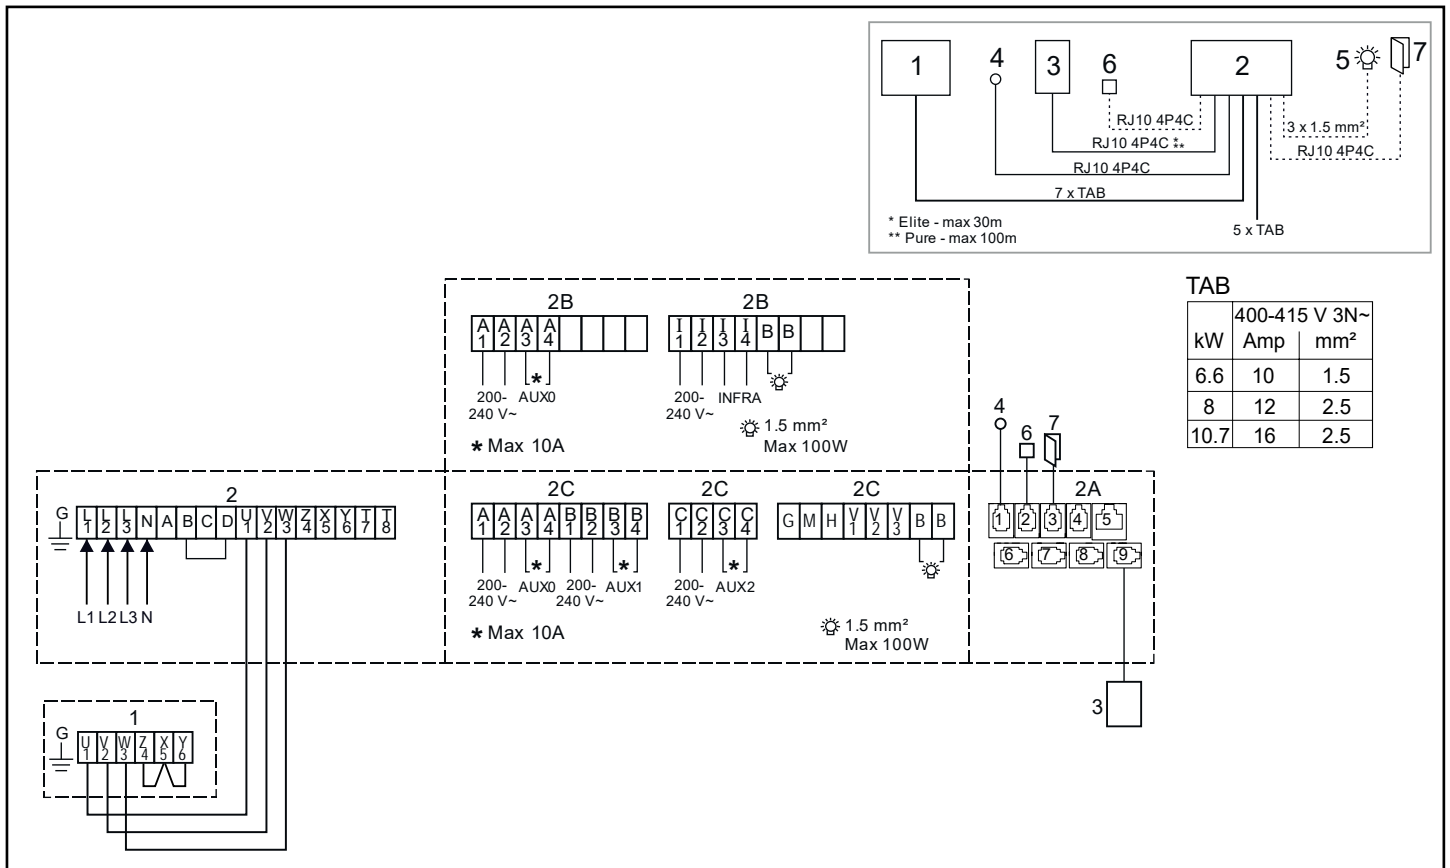 1 4 3 6 2 5 7
RJ10 4P4C
3 x 1.5 mm²
RJ10 4P4C *
**
RJ10 4P4C
RJ10 4P4C
7 x TAB
5 x TAB
* Elite - max 30m
** Pure - max 100m
TAB
400-415 V 3N~
kW Amp mm²
6.6 10 1.5
8 12 2.5
10.7 16 2.5
2B
A1 A2 A3 A4
*
200-240 V~ AUX0
* Max 10A
2B
I1 I2 I3 I4 B B
200-240 V~ INFRA
1.5 mm²
Max 100W
2
G L1 L2 L3 N A B C D U1 V2 W3 Z4 X5 Y6 T7 T8
L1 L2 L3 N
2C
A1 A2 A3 A4 B1 B2 B3 B4
* *
200-240 V~ AUX0 200-240 V~ AUX1
* Max 10A
2C
C1 C2 C3 C4
*
200-240 V~ AUX2
2C
G M H V1 V2 V3 B B
1.5 mm²
Max 100W
4 6 7
2A
1 2 3 4 5
6 7 8 9
3
1
G U1 V2 W3 Z4 X5 Y6